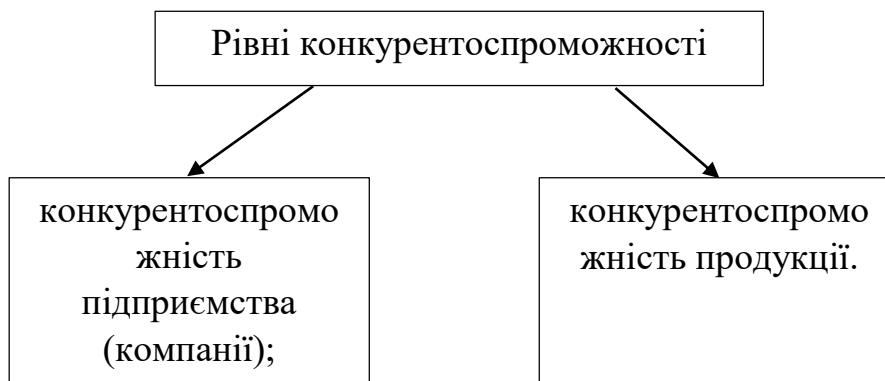 Рівні конкурентоспроможності
конкурентоспромо
жність
підприємства
(компанії);
конкурентоспромо
жність продукції.